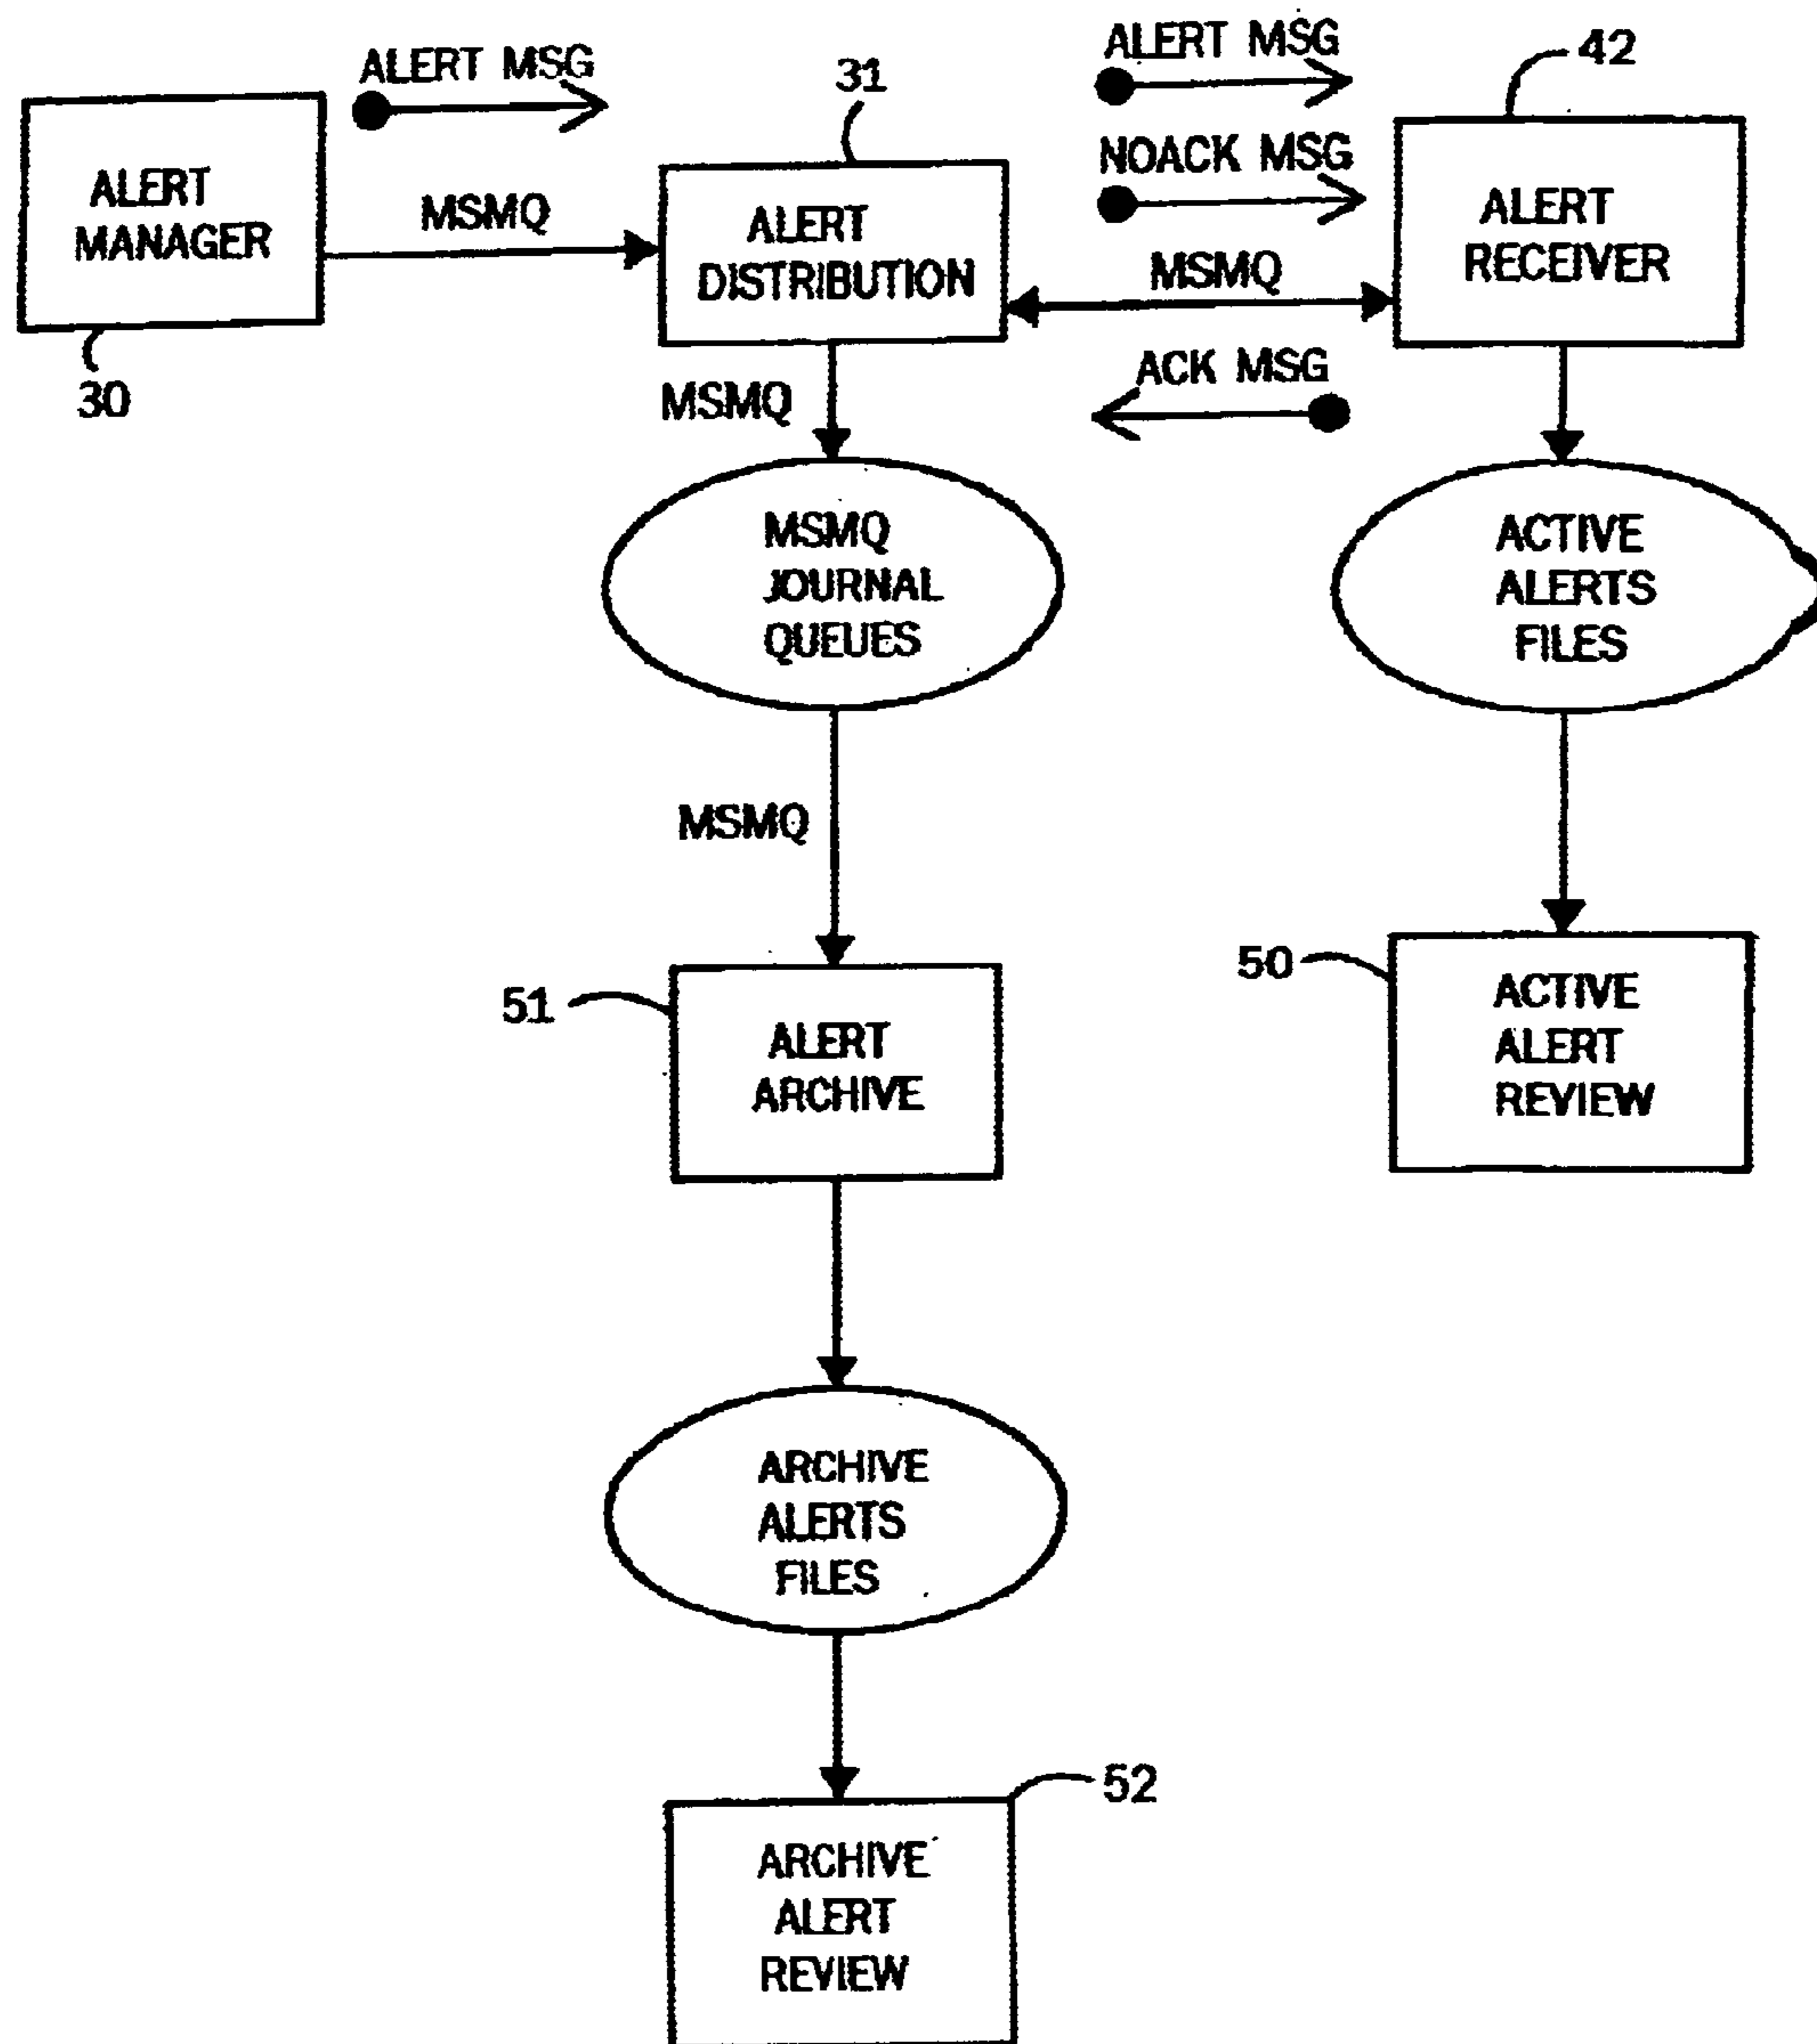 ALERT MSG
31
ALERT MSG
42
NOACK MSG
ALERT
MANAGER
MSMQ
ALERT
DISTRIBUTION
MSMQ
ALERT
RECEIVER
30
MSMQ
ACK MSG
MSMQ
JOURNAL
QUEUES
ACTIVE
ALERTS
FILES
MSMQ
51
ALERT
ARCHIVE
50
ACTIVE
ALERT
REVIEW
ARCHIVE
ALERTS
FILES
52
ARCHIVE
ALERT
REVIEW